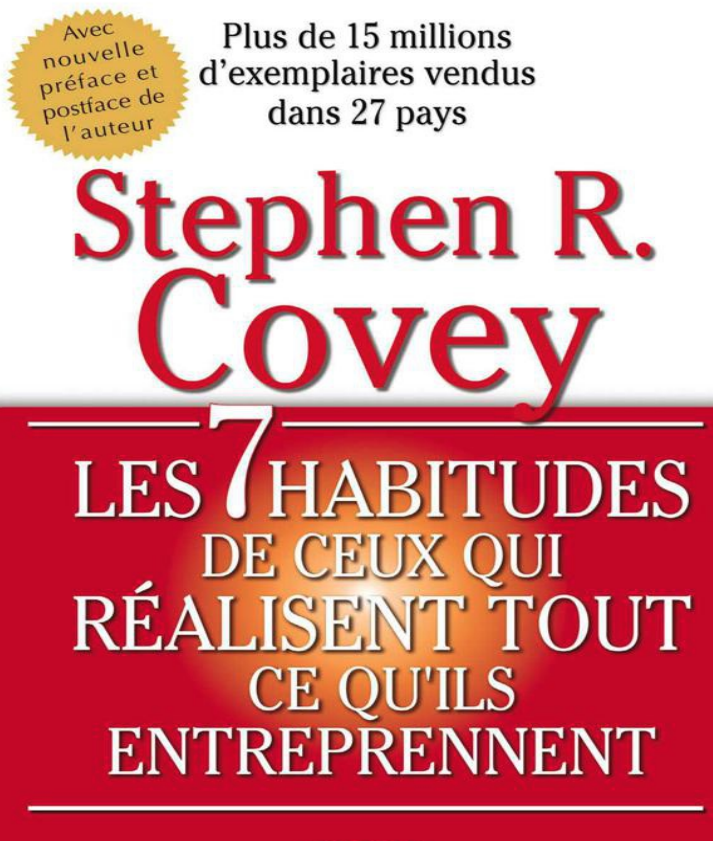 Avec
nouvelle
préface et
postface de
l'auteur
Plus de 15 millions
d'exemplaires vendus
dans 27 pays
Stephen R.
Covey
LES 7 HABITUDES
DE CEUX QUI
RÉALISENT TOUT
CE QU'ILS
ENTREPRENNENT